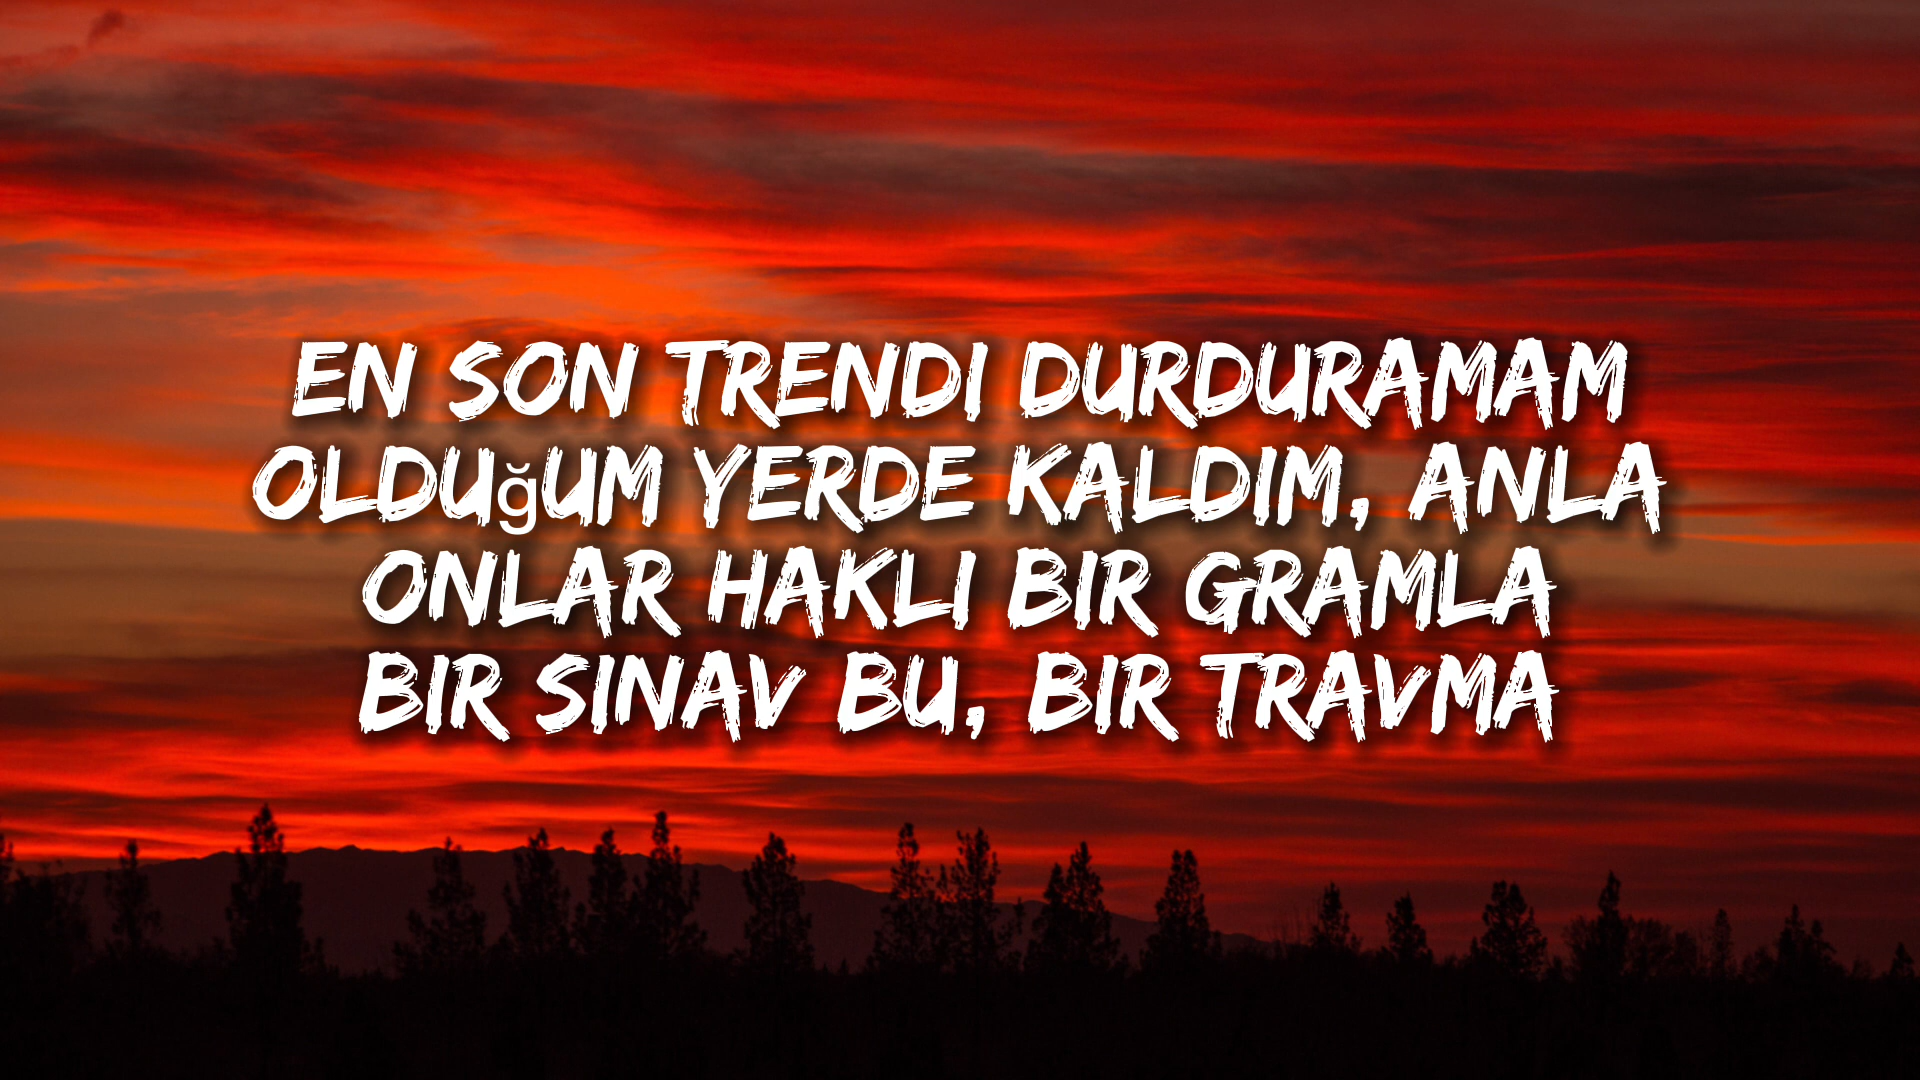 EN SON TRENDI DURDURAMAM
OLDUğUM YERDE KALDIM, ANLA
ONLAR HAKLI BIR GRAMLA
BIR SINAV BU, BIR TRAVMA